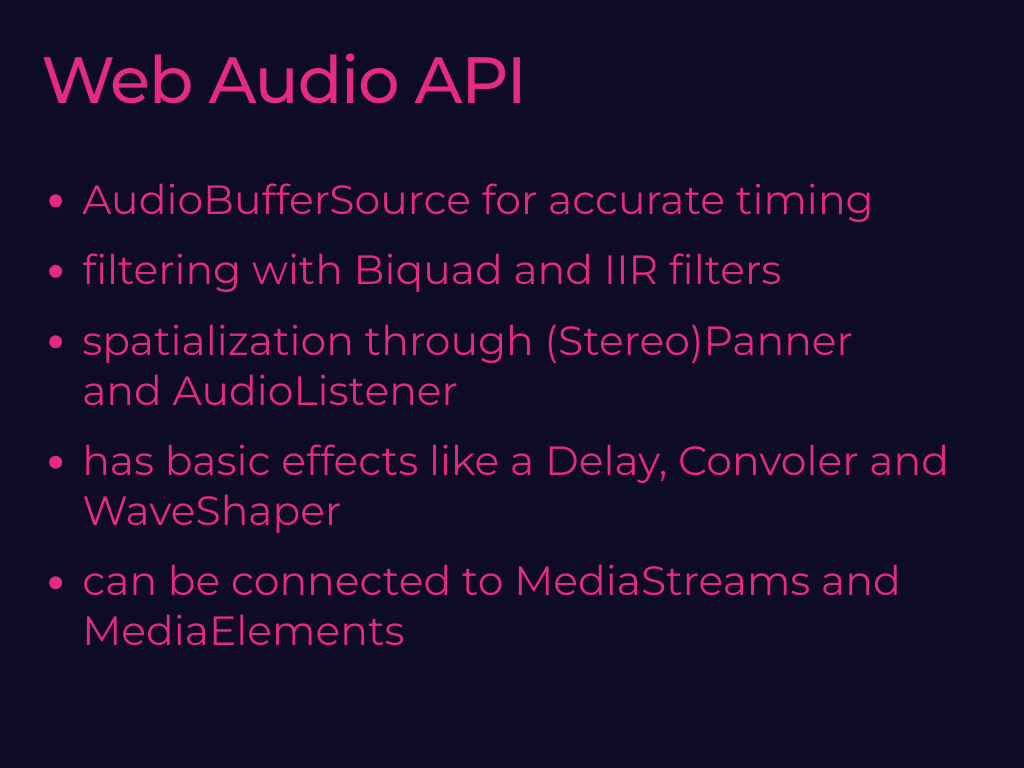 Web Audio API
• AudioBufferSource for accurate timing
• filtering with Biquad and IIR filters
• spatialization through (Stereo)Panner
and AudioListener
• has basic effects like a Delay, Convoler and
WaveShaper
• can be connected to MediaStreams and
MediaElements